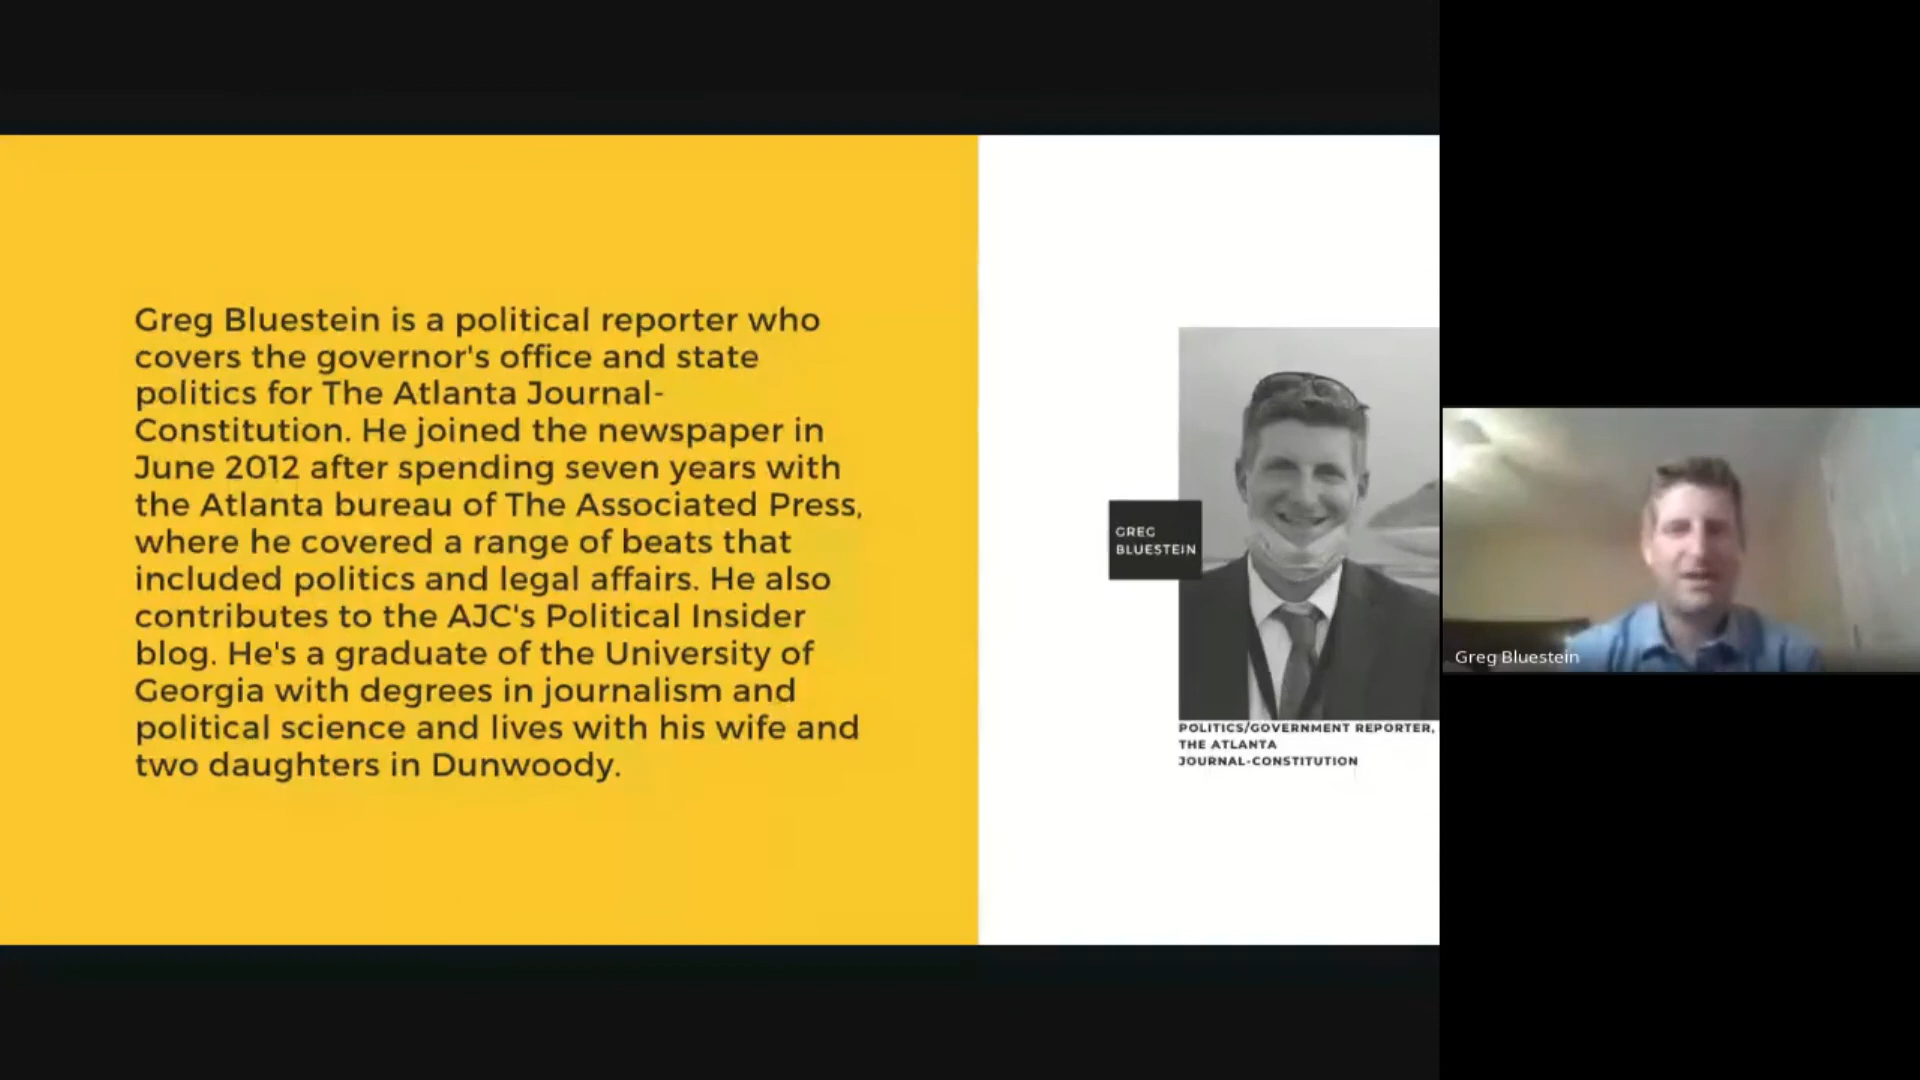 Greg Bluestein is a political reporter who
covers the governor's office and state
politics for The Atlanta Journal-
Constitution. He joined the newspaper in
June 2012 after spending seven years with
the Atlanta bureau of The Associated Press,
where he covered a range of beats that
included politics and legal affairs. He also
contributes to the AJC's Political Insider
blog. He's a graduate of the University of
Georgia with degrees in journalism and
political science and lives with his wife and
two daughters in Dunwoody.
GREG
BLUESTEIN
POLITICS/GOVERNMENT REPORTER,
THE ATLANTA
JOURNAL-CONSTITUTION
Greg Bluestein